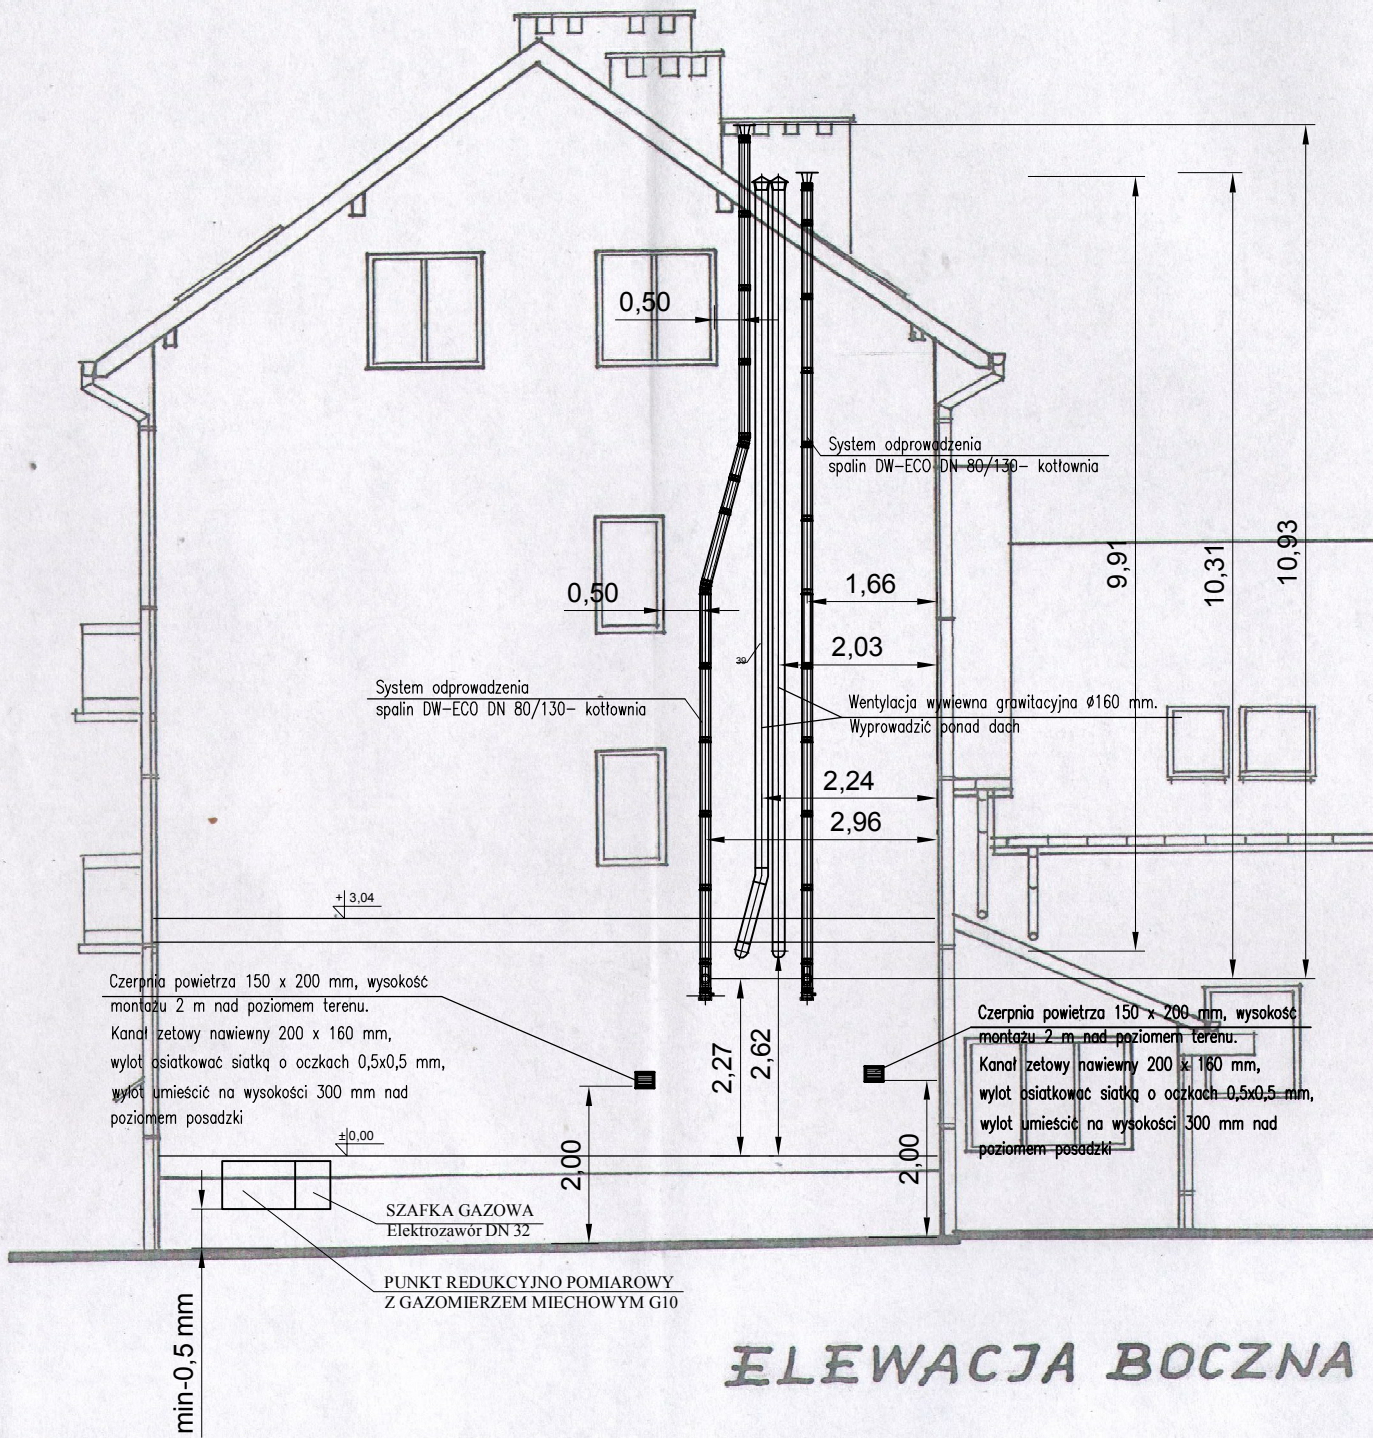 0,50
System odprowadzenia
spalin DW-ECO DN 80/130- kotłownia
9,91
10,31
10,93
0,50
1,66
2,03
39
System odprowadzenia
spalin DW-ECO DN 80/130- kotłownia
Wentylacja wywiewna grawitacyjna Ø160 mm.
Wyprowadzić ponad dach
2,24
2,96
+ 3,04
Czerpnia powietrza 150 x 200 mm, wysokość
montażu 2 m nad poziomem terenu.
Kanał zetowy nawiewny 200 x 160 mm,
wylot osiatkować siatką o oczkach 0,5x0,5 mm,
wylot umieścić na wysokości 300 mm nad
poziomem posadzki
2,27
2,62
Czerpnia powietrza 150 x 200 mm, wysokość
montażu 2 m nad poziomem terenu.
Kanał zetowy nawiewny 200 x 160 mm,
wylot osiatkować siatką o oczkach 0,5x0,5 mm,
wylot umieścić na wysokości 300 mm nad
poziomem posadzki
±0,00
2,00
2,00
SZAFKA GAZOWA
Elektrozawór DN 32
PUNKT REDUKCYJNO POMIAROWY
Z GAZOMIERZEM MIECHOWYM G10
min-0,5 mm
ELEWACJA BOCZNA